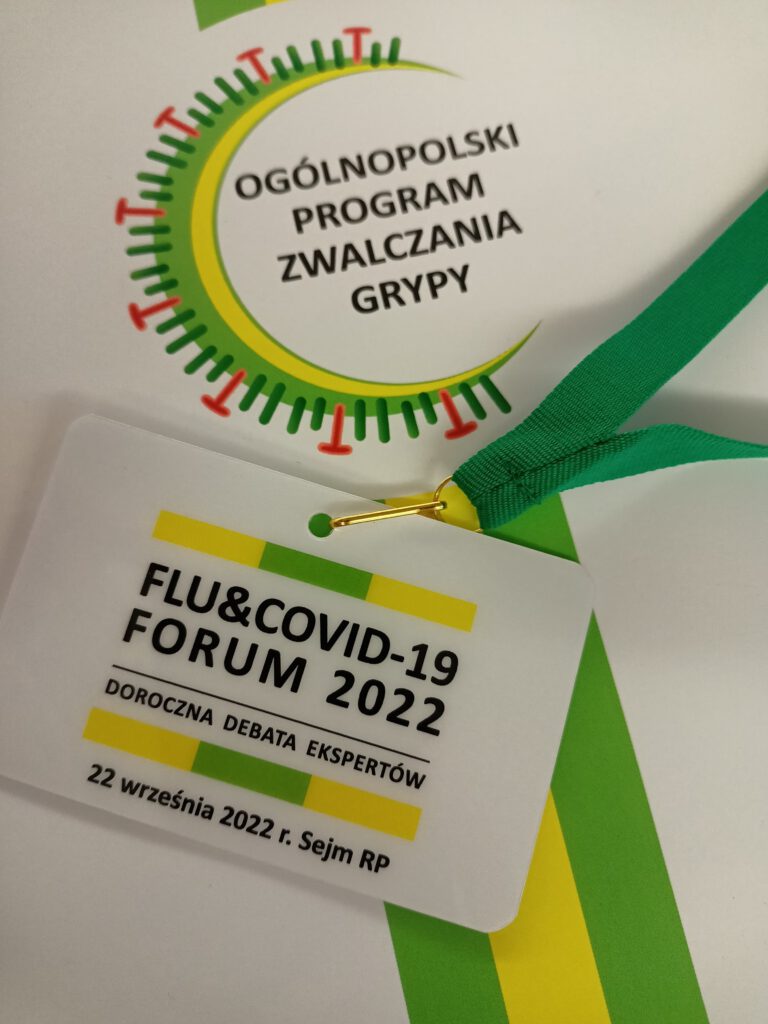 OGÓLNOPOLSKI
PROGRAM
ZWALCZANIA
GRYPY
FLU&COVID-19
FORUM 2022
DOROCZNA DEBATA EKSPERTÓW
22 września 2022 r. Sejm RP